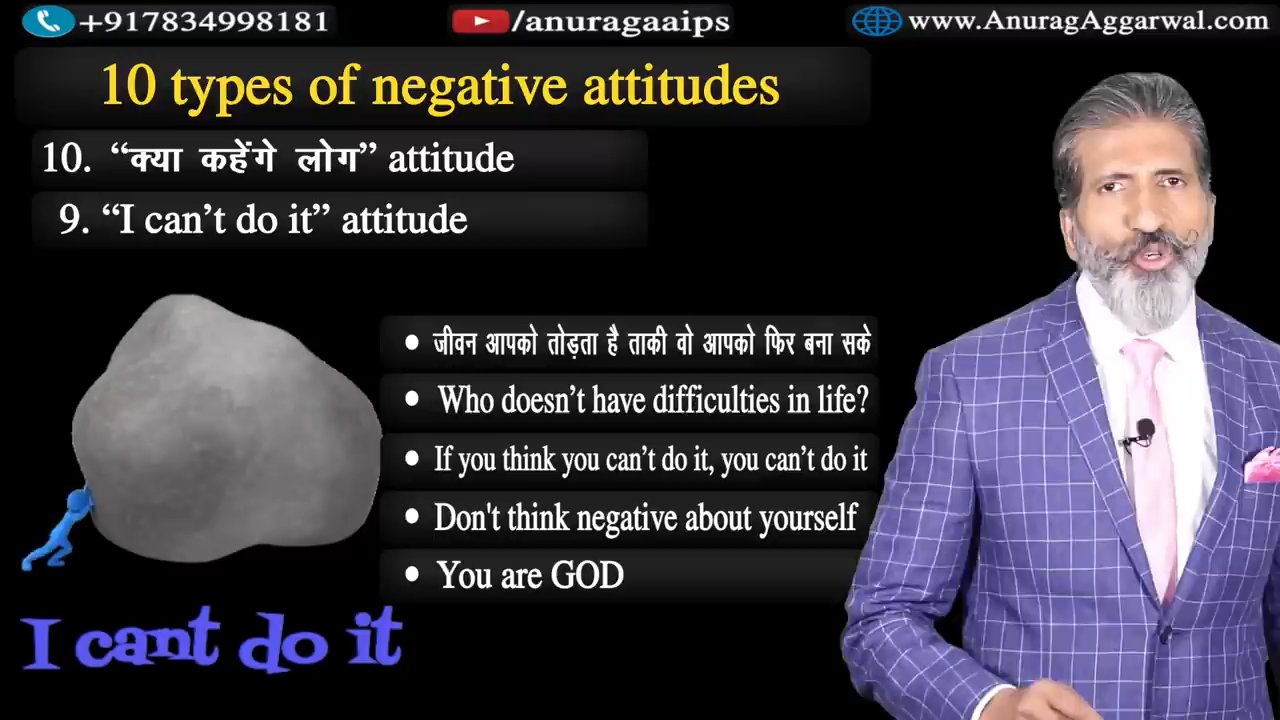 +917834998181
/anuragaaips
www.AnuragAggarwal.com
10 types of negative attitudes
10. “क्या कहेंगे लोग” attitude
9. “I can’t do it” attitude
• जीवन आपको तोड़ता है ताकी वो आपको फिर बना सके
• Who doesn’t have difficulties in life?
• If you think you can’t do it, you can’t do it
• Don't think negative about yourself
• You are GOD
I cant do it